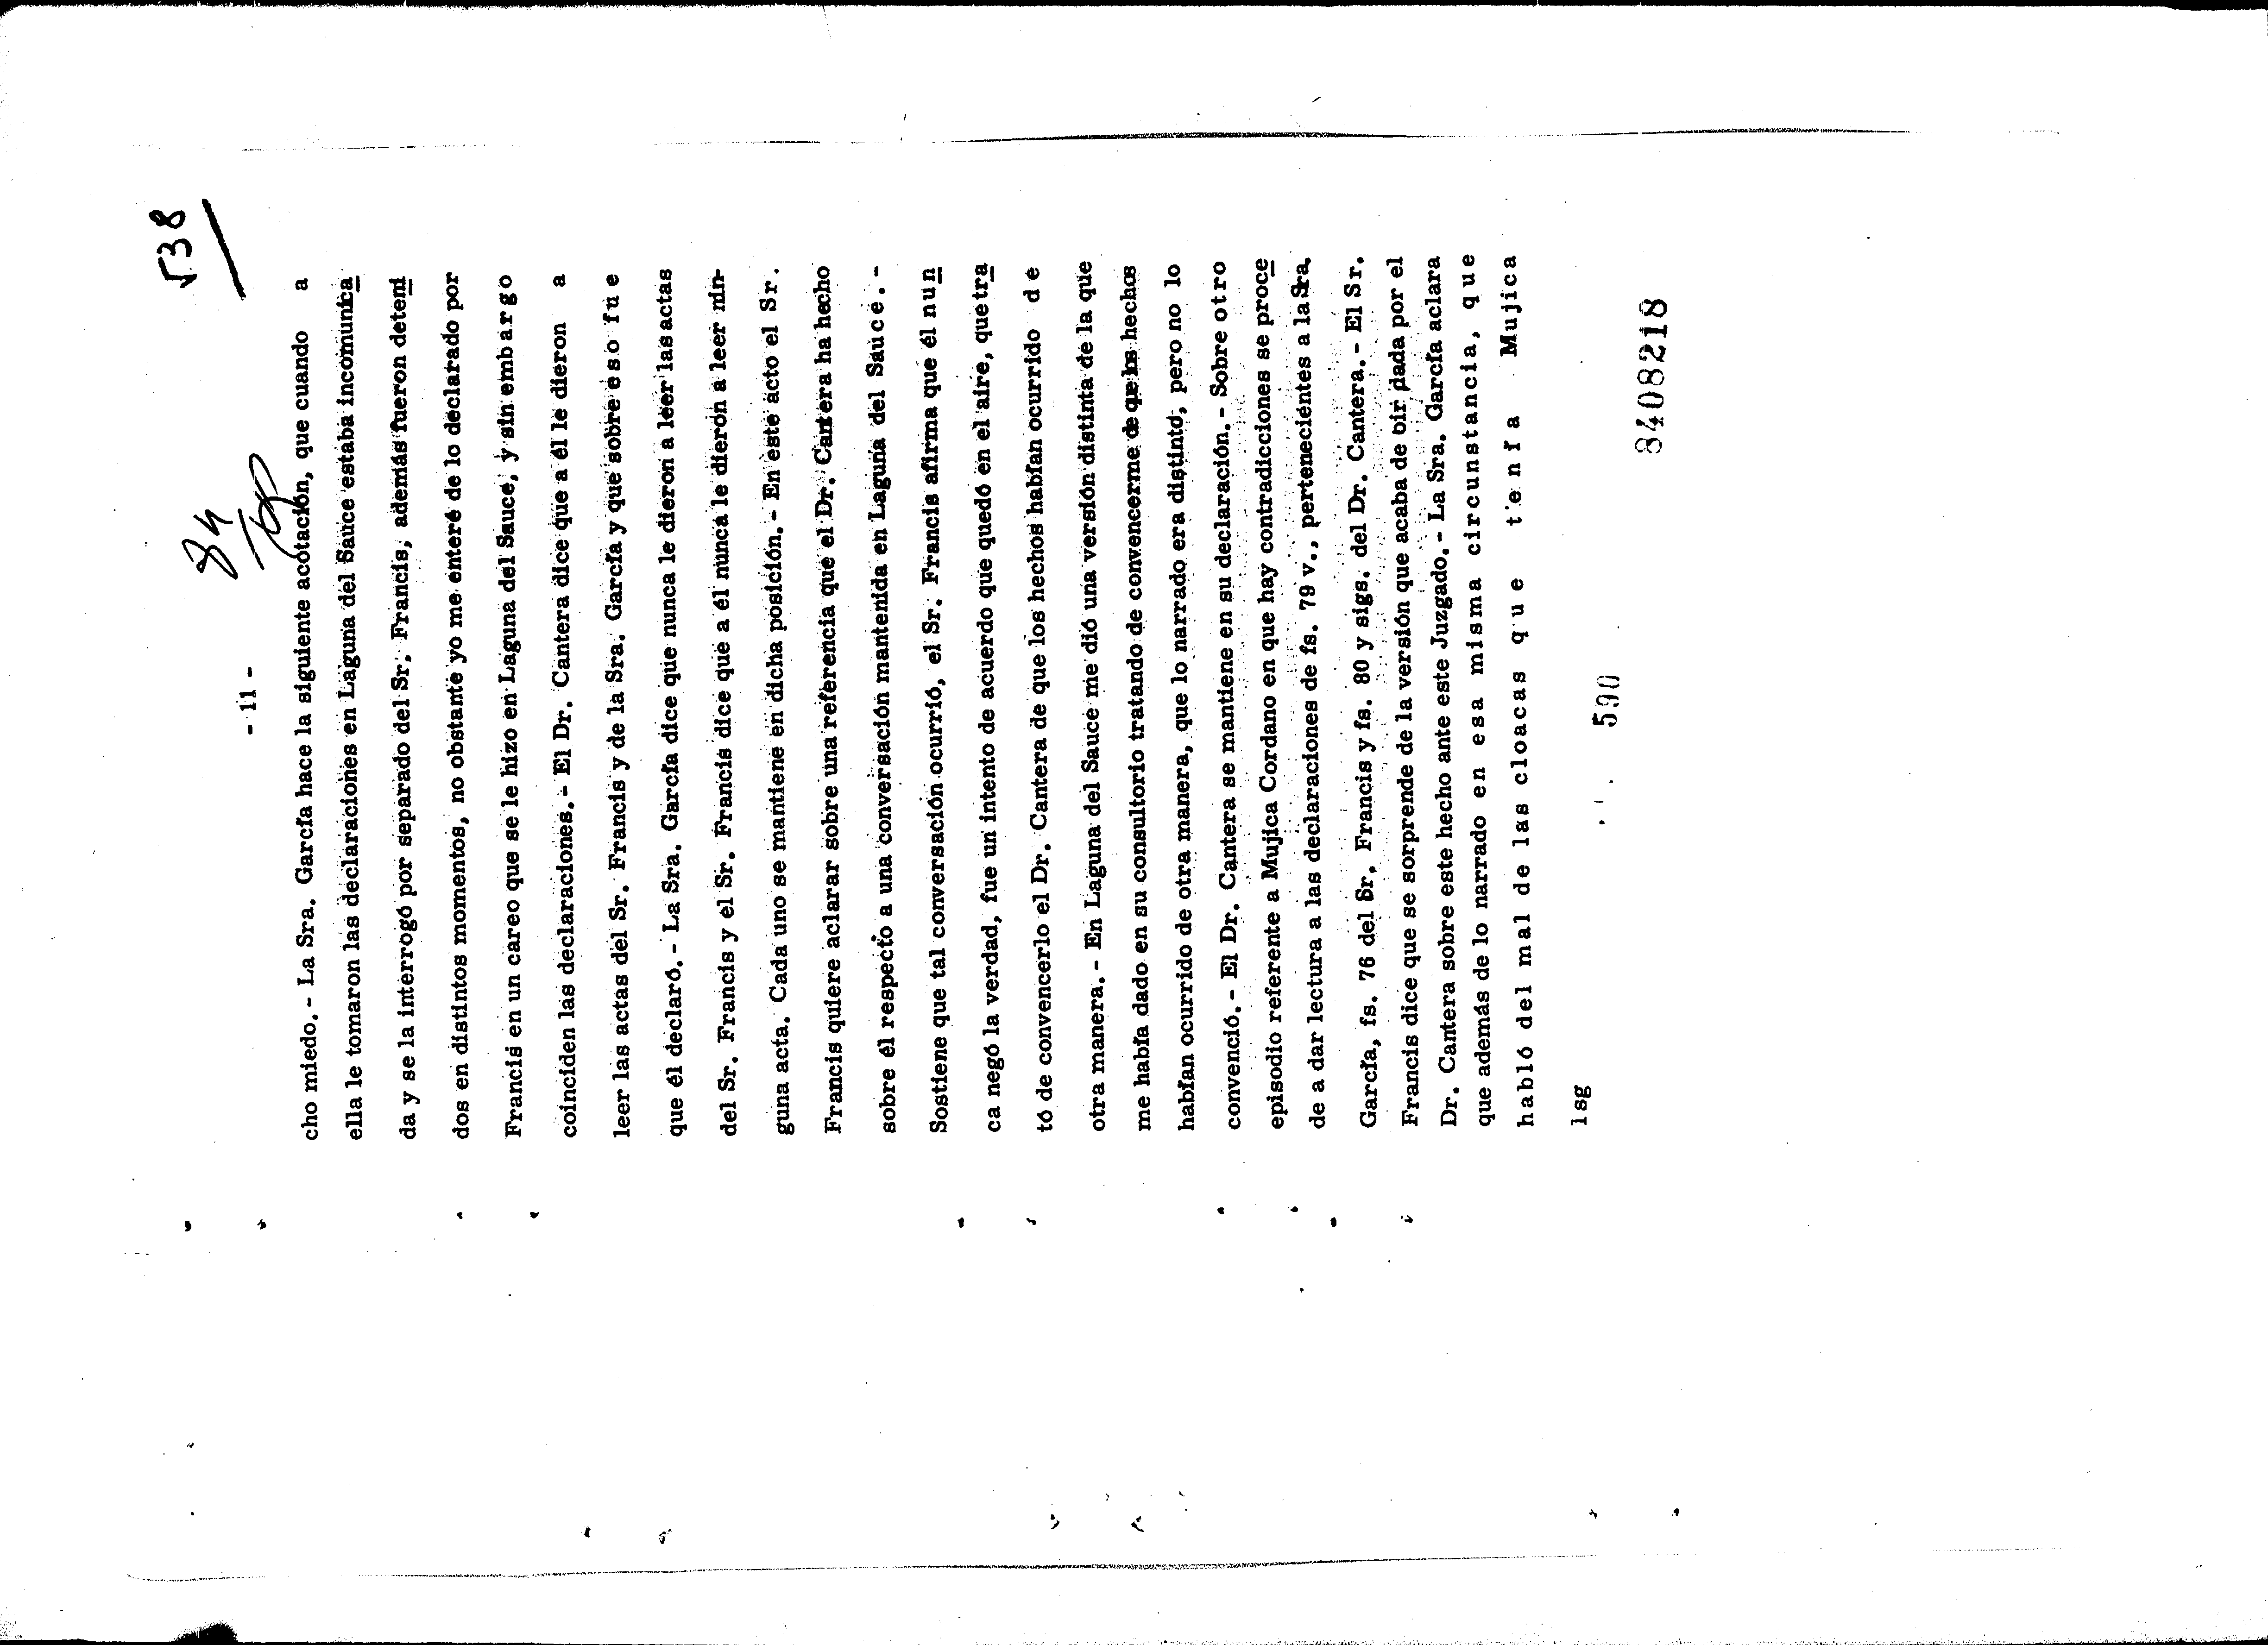 538
84
- 11 -
cho miedo.- La Sra. García hace la siguiente acotación, que cuando a
ella le tomaron las declaraciones en Laguna del Sauce estaba incomunica
da y se la interrogó por separado del Sr. Francis, además fueron deteni
dos en distintos momentos, no obstante yo me enteré de lo declarado por
Francis en un careo que se le hizo en Laguna del Sauce, y sin embargo
coinciden las declaraciones.- El Dr. Cantera dice que a él le dieron a
leer las actas del Sr. Francis y de la Sra. García y que sobre eso fue
que él declaró.- La Sra. García dice que nunca le dieron a leer las actas
del Sr. Francis y el Sr. Francis dice que a él nunca le dieron a leer nin-
guna acta. Cada uno se mantiene en dicha posición.- En este acto el Sr.
Francis quiere aclarar sobre una referencia que el Dr. Cantera ha hecho
sobre él respecto a una conversación mantenida en Laguna del Sauce.-
Sostiene que tal conversación ocurrió, el Sr. Francis afirma que él nun
ca negó la verdad, fue un intento de acuerdo que quedó en el aire, que tra
tó de convencerlo el Dr. Cantera de que los hechos habían ocurrido de
otra manera.- En Laguna del Sauce me dió una versión distinta de la que
me había dado en su consultorio tratando de convencerme de que los hechos
habían ocurrido de otra manera, que lo narrado era distinto, pero no lo
convenció.- El Dr. Cantera se mantiene en su declaración.- Sobre otro
episodio referente a Mujica Cordano en que hay contradicciones se proce
de a dar lectura a las declaraciones de fs. 79 v., pertenecientes a la Sra.
García, fs. 76 del Sr. Francis y fs. 80 y sigs. del Dr. Cantera.- El Sr.
Francis dice que se sorprende de la versión que acaba de oir dada por el
Dr. Cantera sobre este hecho ante este Juzgado.- La Sra. García aclara
que además de lo narrado en esa misma circunstancia, que
habló del mal de las cloacas que tenía Mujica
lsg
590
8408218